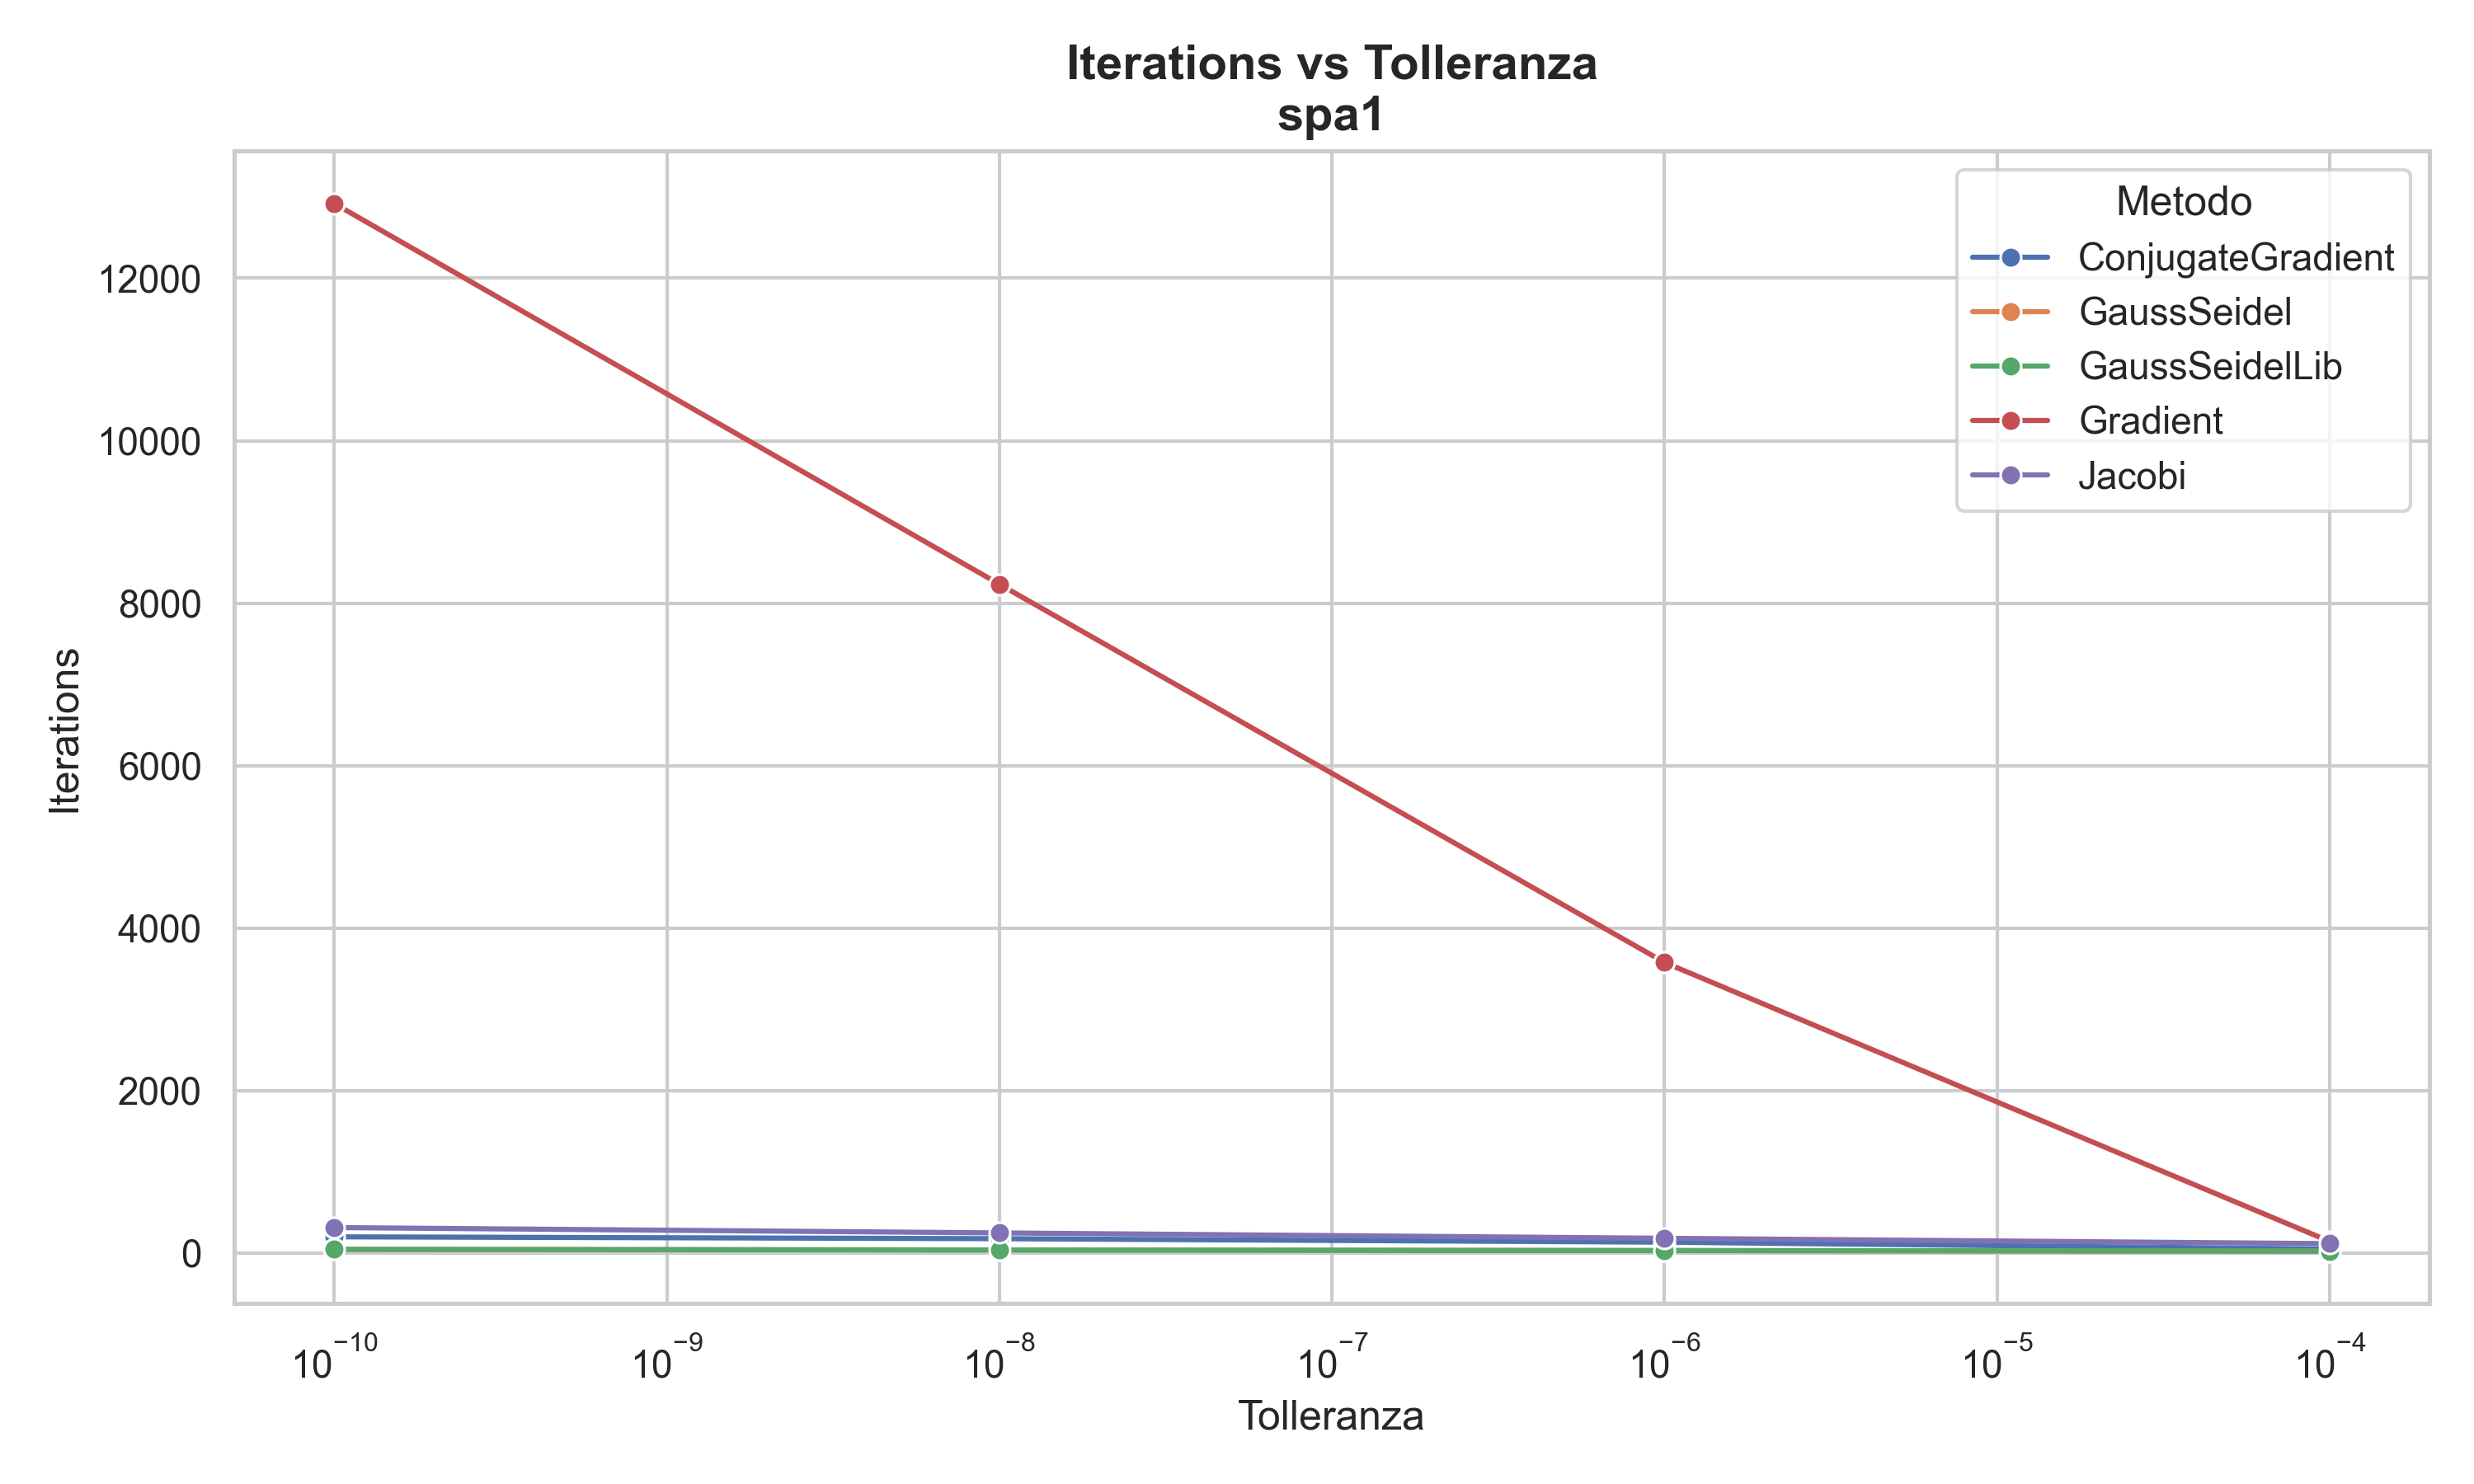 Iterations vs Tolleranza
spa1
Metodo
ConjugateGradient
GaussSeidel
GaussSeidelLib
Gradient
Jacobi
Iterations
12000
10000
8000
6000
4000
2000
0
10⁻¹⁰ 10⁻⁹ 10⁻⁸ 10⁻⁷ 10⁻⁶ 10⁻⁵ 10⁻⁴
Tolleranza